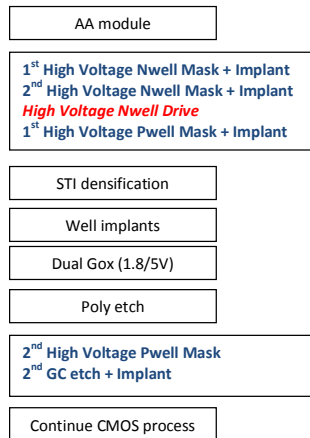 AA module
1st High Voltage Nwell Mask + Implant
2nd High Voltage Nwell Mask + Implant
High Voltage Nwell Drive
1st High Voltage Pwell Mask + Implant
STI densification
Well implants
Dual Gox (1.8/5V)
Poly etch
2nd High Voltage Pwell Mask
2nd GC etch + Implant
Continue CMOS process